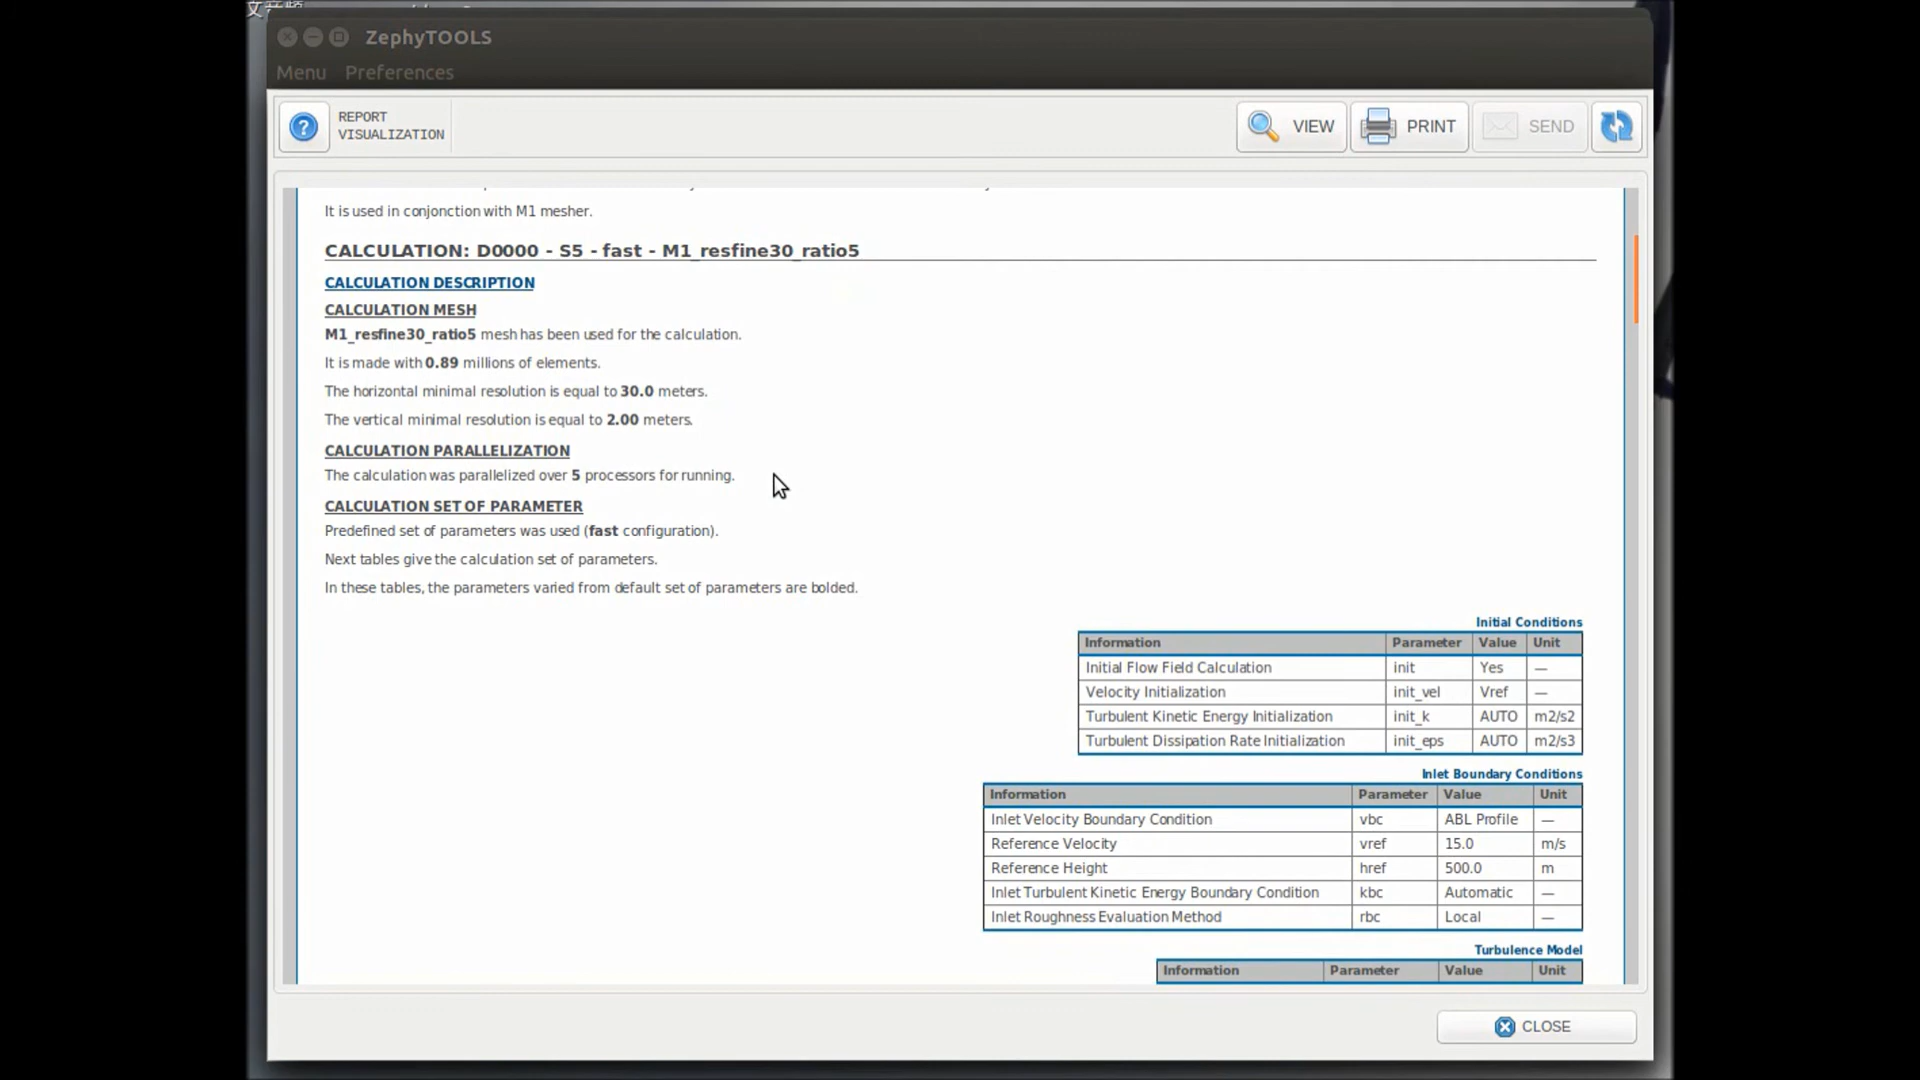 ZephyTOOLS
Menu Preferences
REPORT
VISUALIZATION
VIEW
PRINT
SEND
It is used in conjonction with M1 mesher.
CALCULATION: D0000 - S5 - fast - M1_resfine30_ratio5
CALCULATION DESCRIPTION
CALCULATION MESH
M1_resfine30_ratio5 mesh has been used for the calculation.
It is made with 0.89 millions of elements.
The horizontal minimal resolution is equal to 30.0 meters.
The vertical minimal resolution is equal to 2.00 meters.
CALCULATION PARALLELIZATION
The calculation was parallelized over 5 processors for running.
CALCULATION SET OF PARAMETER
Predefined set of parameters was used (fast configuration).
Next tables give the calculation set of parameters.
In these tables, the parameters varied from default set of parameters are bolded.
Initial Conditions
Information Parameter Value Unit
Initial Flow Field Calculation init Yes —
Velocity Initialization init_vel Vref —
Turbulent Kinetic Energy Initialization init_k AUTO m2/s2
Turbulent Dissipation Rate Initialization init_eps AUTO m2/s3
Inlet Boundary Conditions
Information Parameter Value Unit
Inlet Velocity Boundary Condition vbc ABL Profile —
Reference Velocity vref 15.0 m/s
Reference Height href 500.0 m
Inlet Turbulent Kinetic Energy Boundary Condition kbc Automatic —
Inlet Roughness Evaluation Method rbc Local —
Turbulence Model
Information Parameter Value Unit
CLOSE